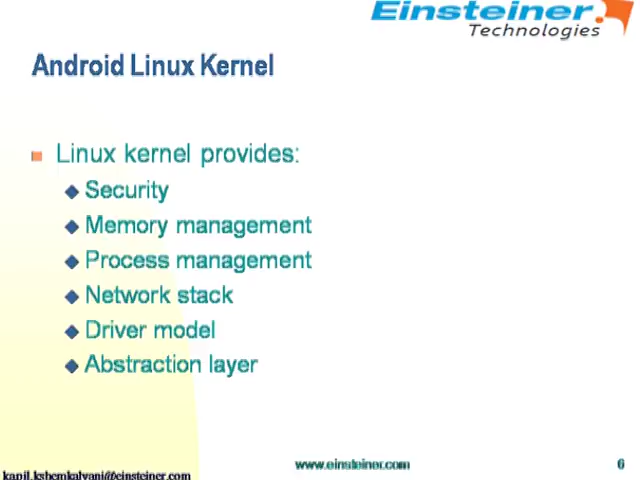 Einsteiner
Technologies
Android Linux Kernel
Linux kernel provides:
Security
Memory management
Process management
Network stack
Driver model
Abstraction layer
www.einsteiner.com
6
kapil.kshemkalyani@einsteiner.com